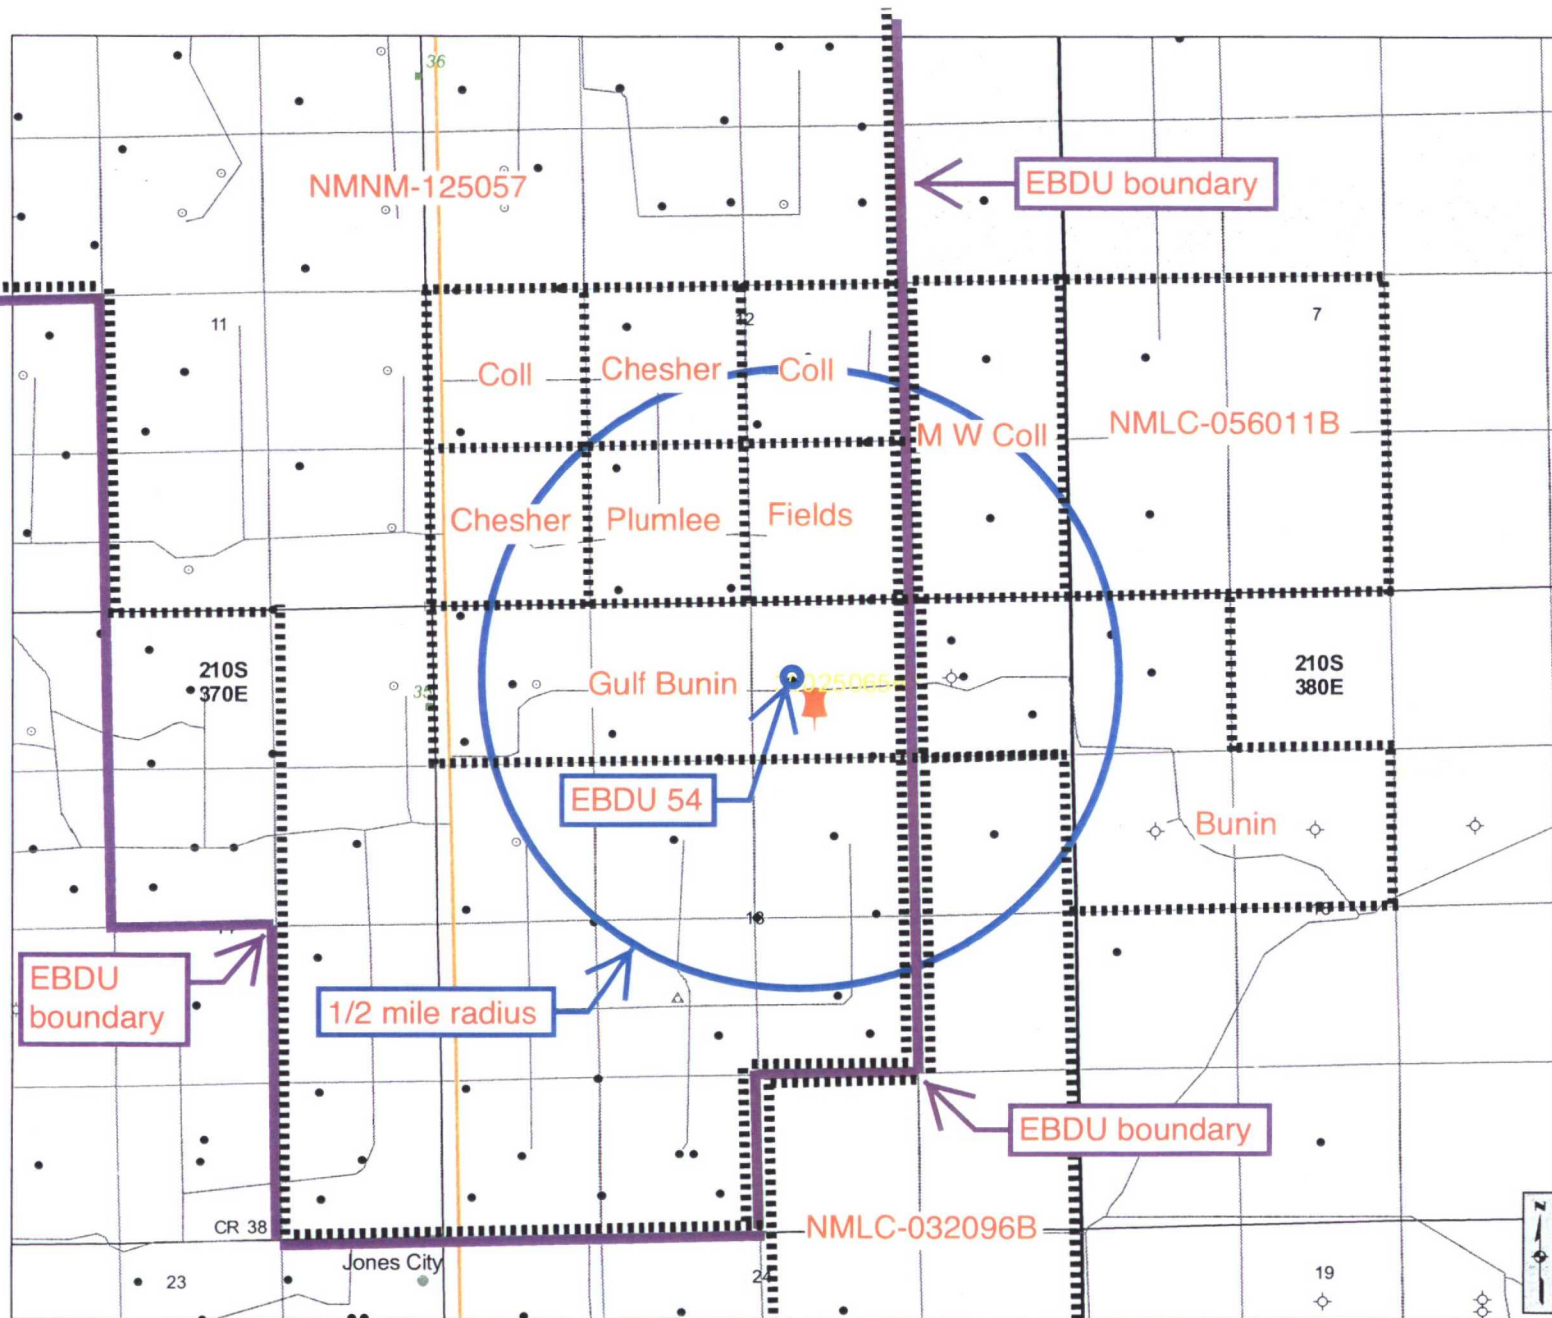 36
NMNM-125057
EBDU boundary
11
12
7
Coll
Chesher
Coll
M W Coll
NMLC-056011B
Chesher
Plumlee
Fields
210S
370E
35
Gulf Bunin
210S
380E
EBDU 54
Bunin
EBDU
boundary
1/2 mile radius
EBDU boundary
CR 38
NMLC-032096B
Jones City
23
24
19
N